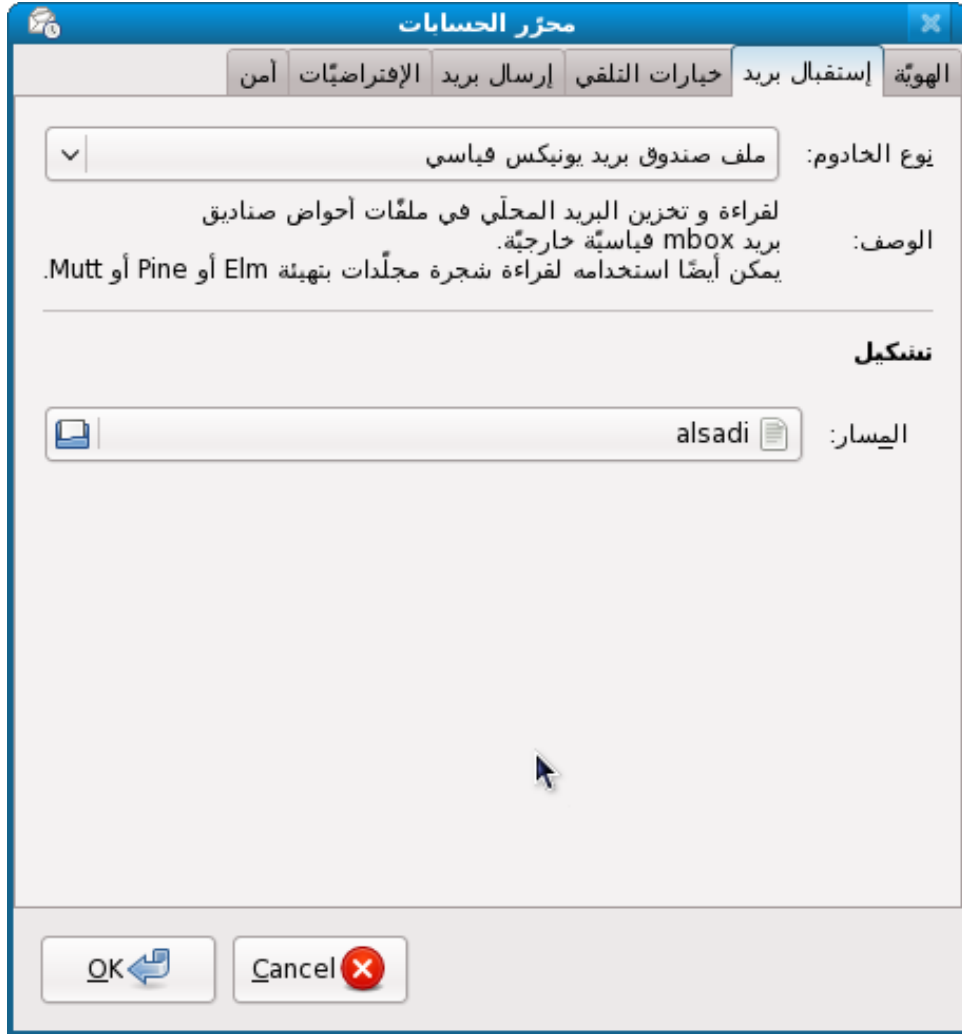 محرّر الحسابات
الهويّة
إستقبال بريد
خيارات التلقي
إرسال بريد
الإفتراضيّات
أمن
نوع الخادوم:
ملف صندوق بريد يونيكس قياسي
الوصف:
لقراءة و تخزين البريد المحلّي في ملفّات أحواض صناديق
بريد mbox قياسيّة خارجيّة.
يمكن أيضًا استخدامه لقراءة شجرة مجلّدات بتهيئة Elm أو Pine أو Mutt.
تشكيل
المسار:
alsadi
Cancel
OK